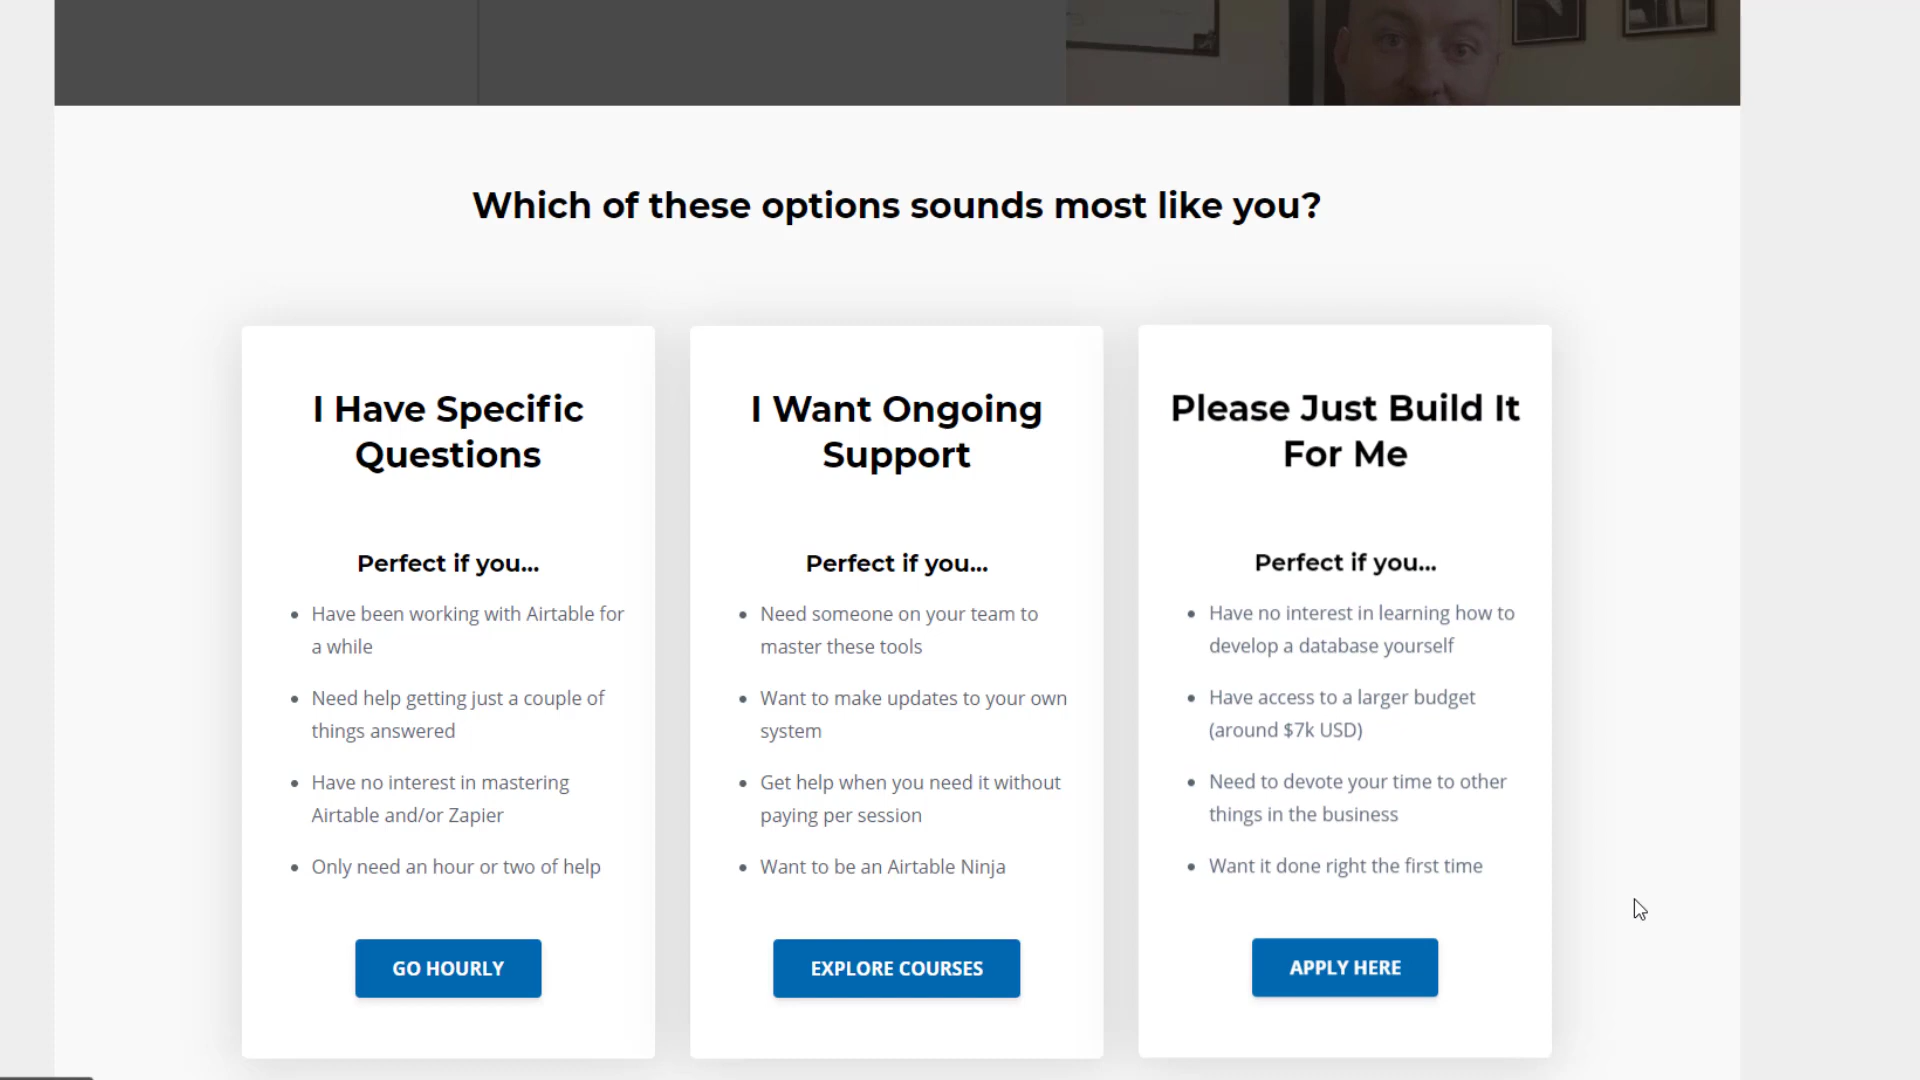 Which of these options sounds most like you?
I Have Specific
Questions
Perfect if you...
• Have been working with Airtable for
a while
• Need help getting just a couple of
things answered
• Have no interest in mastering
Airtable and/or Zapier
• Only need an hour or two of help
GO HOURLY
I Want Ongoing
Support
Perfect if you...
• Need someone on your team to
master these tools
• Want to make updates to your own
system
• Get help when you need it without
paying per session
• Want to be an Airtable Ninja
EXPLORE COURSES
Please Just Build It
For Me
Perfect if you...
• Have no interest in learning how to
develop a database yourself
• Have access to a larger budget
(around $7k USD)
• Need to devote your time to other
things in the business
• Want it done right the first time
APPLY HERE